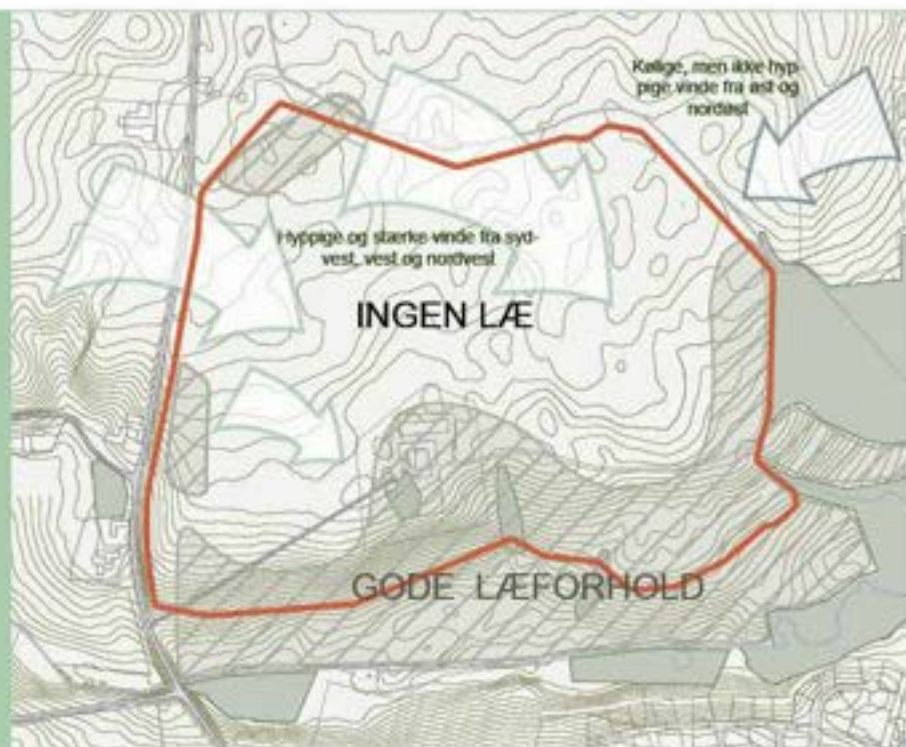 Kølige, men ikke hyp-
pige vinde fra øst og
nordøst
Hyppige og stærke vinde fra syd-
vest, vest og nordvest
INGEN LÆ
GODE LÆFORHOLD